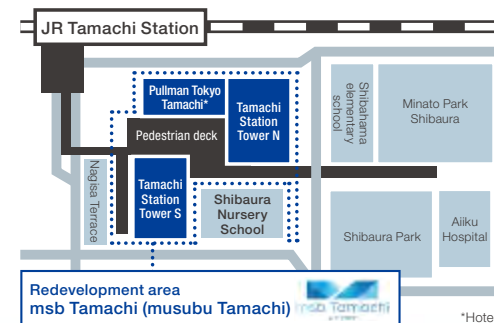 JR Tamachi Station
Pullman Tokyo
Tamachi*
Tamachi
Station
Tower N
Pedestrian deck
Shibahama
elementary
school
Minato Park
Shibaura
Nagisa Terrace
Tamachi
Station
Tower S
Shibaura
Nursery
School
Shibaura Park
Aiiku
Hospital
Redevelopment area
msb Tamachi (musubu Tamachi)
msb Tamachi
*Hote